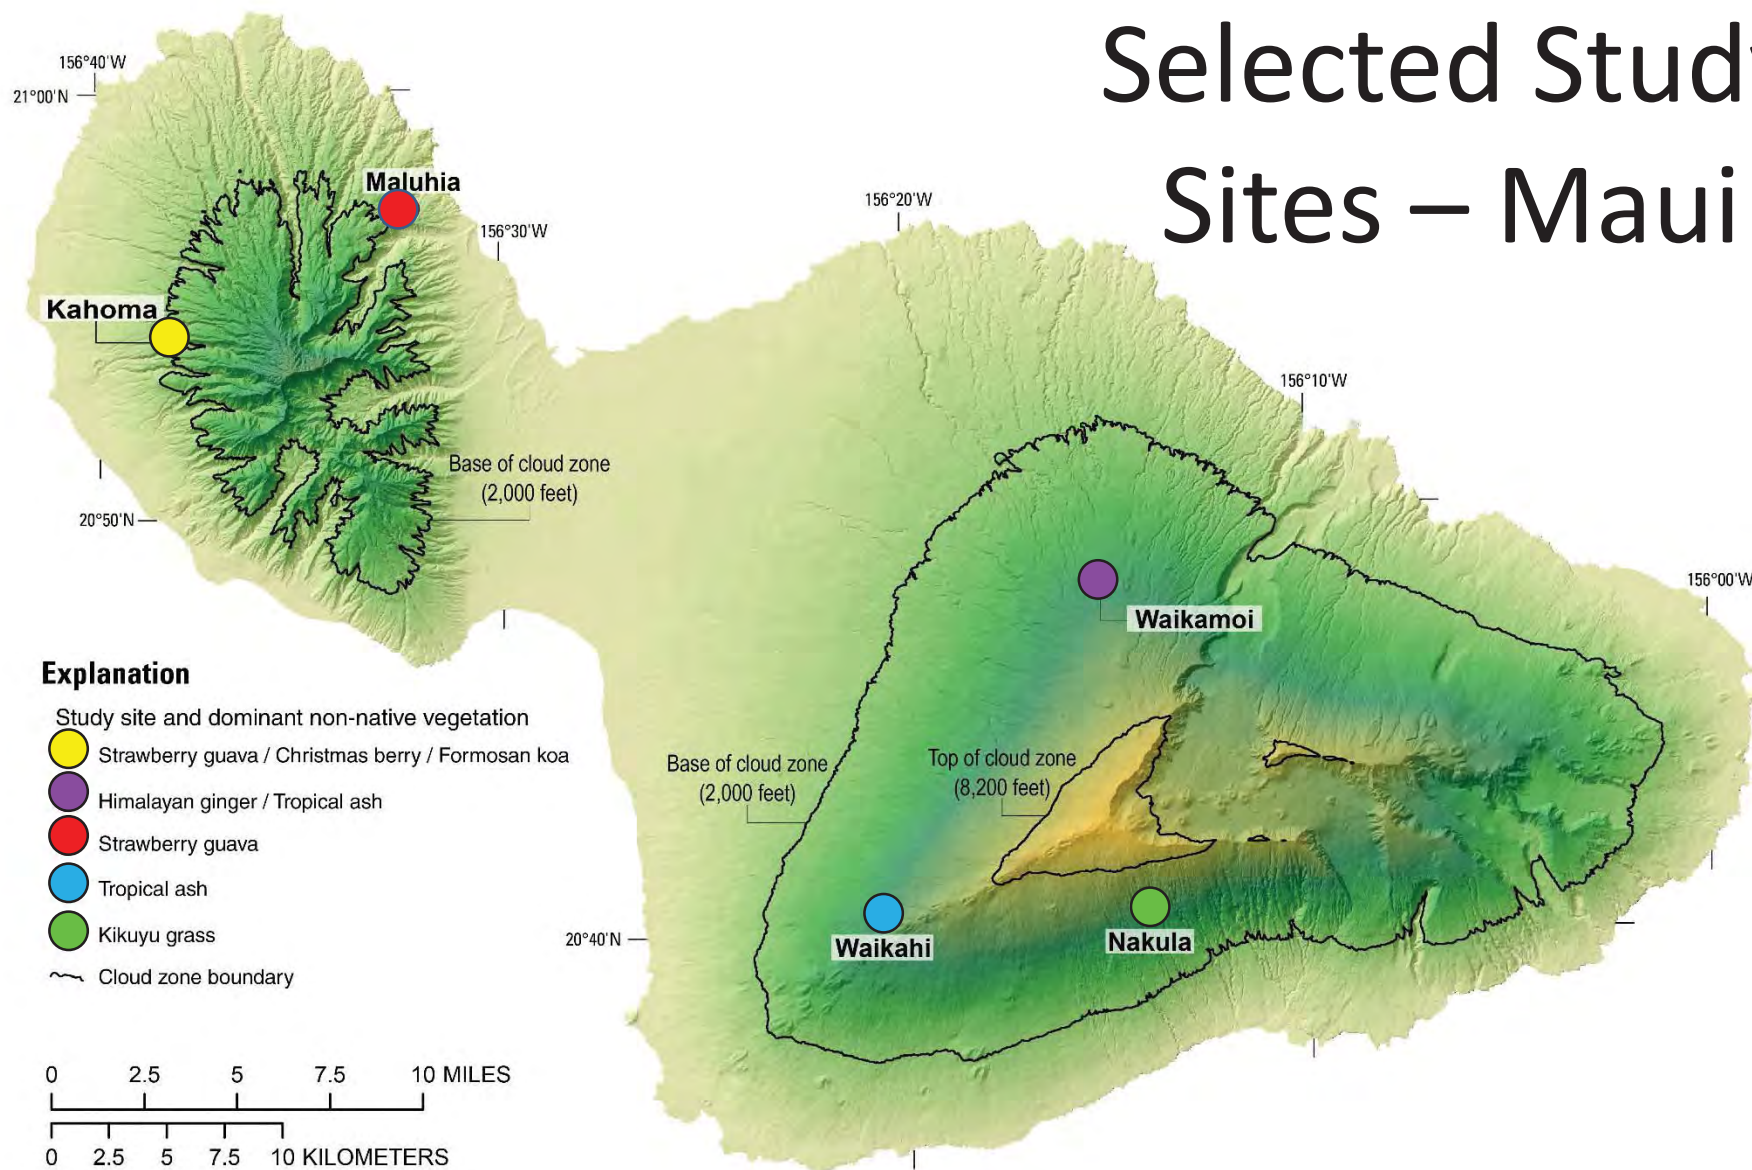 Selected Study
Sites – Maui
156°40'W
21°00'N
Maluhia
156°20'W
156°30'W
Kahoma
156°10'W
Base of cloud zone
(2,000 feet)
20°50'N
156°00'W
Waikamoi
Explanation
Study site and dominant non-native vegetation
Strawberry guava / Christmas berry / Formosan koa
Himalayan ginger / Tropical ash
Strawberry guava
Tropical ash
Kikuyu grass
Cloud zone boundary
Base of cloud zone
(2,000 feet)
Top of cloud zone
(8,200 feet)
20°40'N
Waikahi
Nakula
0 2.5 5 7.5 10 MILES
0 2.5 5 7.5 10 KILOMETERS